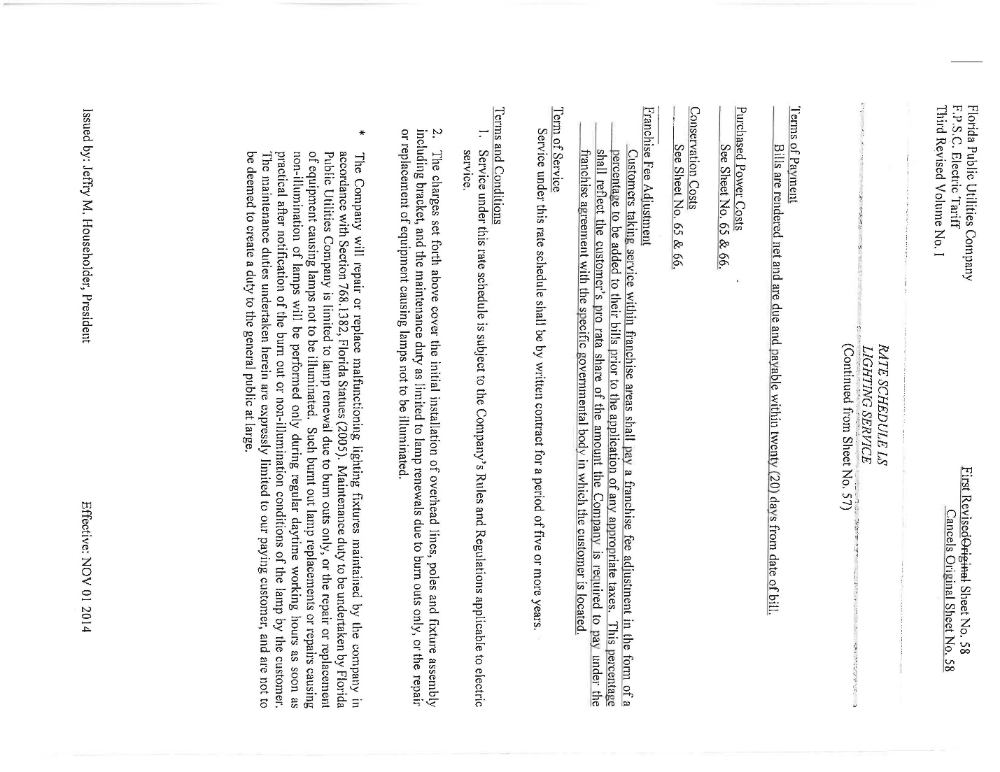 Florida Public Utilities Company
F.P.S.C. Electric Tariff
Third Revised Volume No. I
First RevisedOriginal Sheet No. 58
Cancels Original Sheet No. 58
RATE SCHEDULE LS
LIGHTING SERVICE
(Continued from Sheet No. 57)
Terms of Payment
Bills are rendered net and are due and payable within twenty (20) days from date of bill.
Purchased Power Costs
See Sheet No. 65 & 66.
Conservation Costs
See Sheet No. 65 & 66.
Franchise Fee Adjustment
Customers taking service within franchise areas shall pay a franchise fee adjustment in the form of a
percentage to be added to their bills prior to the application of any appropriate taxes. This percentage
shall reflect the customer's pro rata share of the amount the Company is required to pay under the
franchise agreement with the specific governmental body in which the customer is located.
Term of Service
Service under this rate schedule shall be by written contract for a period of five or more years.
Terms and Conditions
1. Service under this rate schedule is subject to the Company's Rules and Regulations applicable to electric
service.
2. The charges set forth above cover the initial installation of overhead lines, poles and fixture assembly
including bracket, and the maintenance duty as limited to lamp renewals due to burn outs only, or the repair
or replacement of equipment causing lamps not to be illuminated.
* The Company will repair or replace malfunctioning lighting fixtures maintained by the company in
accordance with Section 768.1382, Florida Statues (2005). Maintenance duty to be undertaken by Florida
Public Utilities Company is limited to lamp renewal due to burn outs only, or the repair or replacement
of equipment causing lamps not to be illuminated. Such burnt out lamp replacements or repairs causing
non-illumination of lamps will be performed only during regular daytime working hours as soon as
practical after notification of the burn out or non-illumination conditions of the lamp by the customer.
The maintenance duties undertaken herein are expressly limited to our paying customer, and are not to
be deemed to create a duty to the general public at large.
Issued by: Jeffry M. Householder, President
Effective: NOV 01 2014